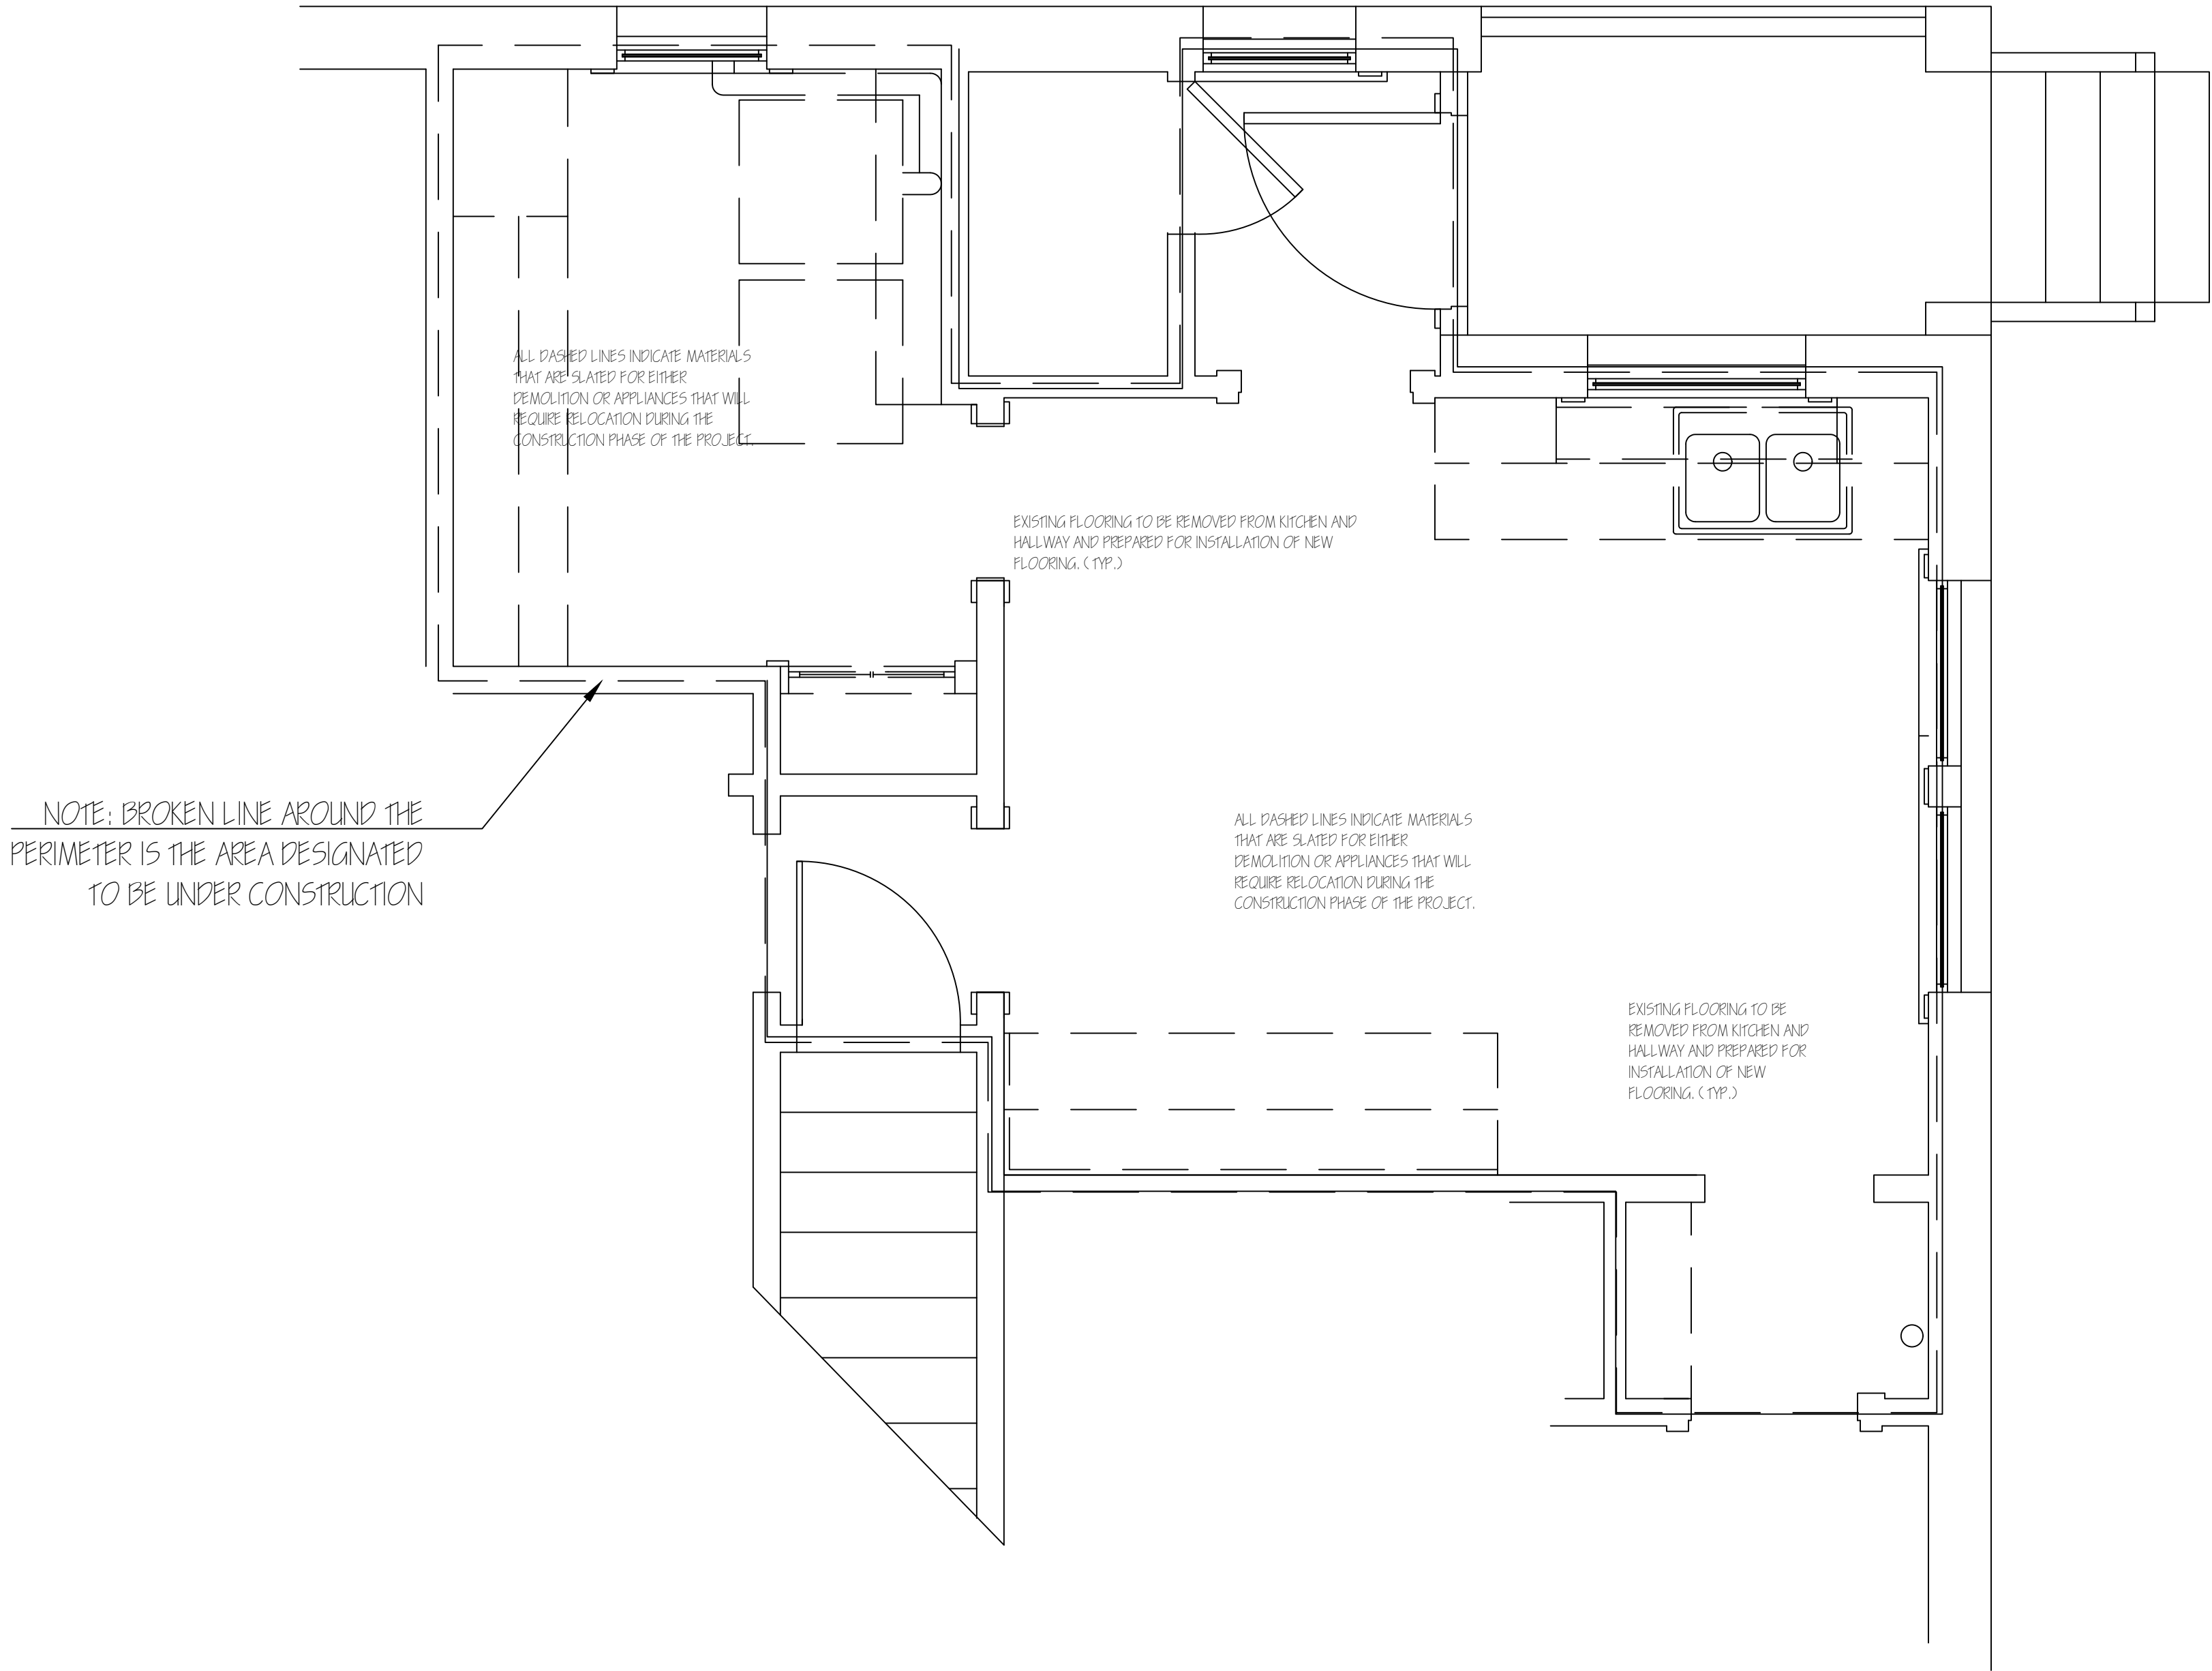 ALL DASHED LINES INDICATE MATERIALS
THAT ARE SLATED FOR EITHER
DEMOLITION OR APPLIANCES THAT WILL
REQUIRE RELOCATION DURING THE
CONSTRUCTION PHASE OF THE PROJECT.
EXISTING FLOORING TO BE REMOVED FROM KITCHEN AND
HALLWAY AND PREPARED FOR INSTALLATION OF NEW
FLOORING. (TYP.)
NOTE: BROKEN LINE AROUND THE
PERIMETER IS THE AREA DESIGNATED
TO BE UNDER CONSTRUCTION
ALL DASHED LINES INDICATE MATERIALS
THAT ARE SLATED FOR EITHER
DEMOLITION OR APPLIANCES THAT WILL
REQUIRE RELOCATION DURING THE
CONSTRUCTION PHASE OF THE PROJECT.
EXISTING FLOORING TO BE
REMOVED FROM KITCHEN AND
HALLWAY AND PREPARED FOR
INSTALLATION OF NEW
FLOORING. (TYP.)